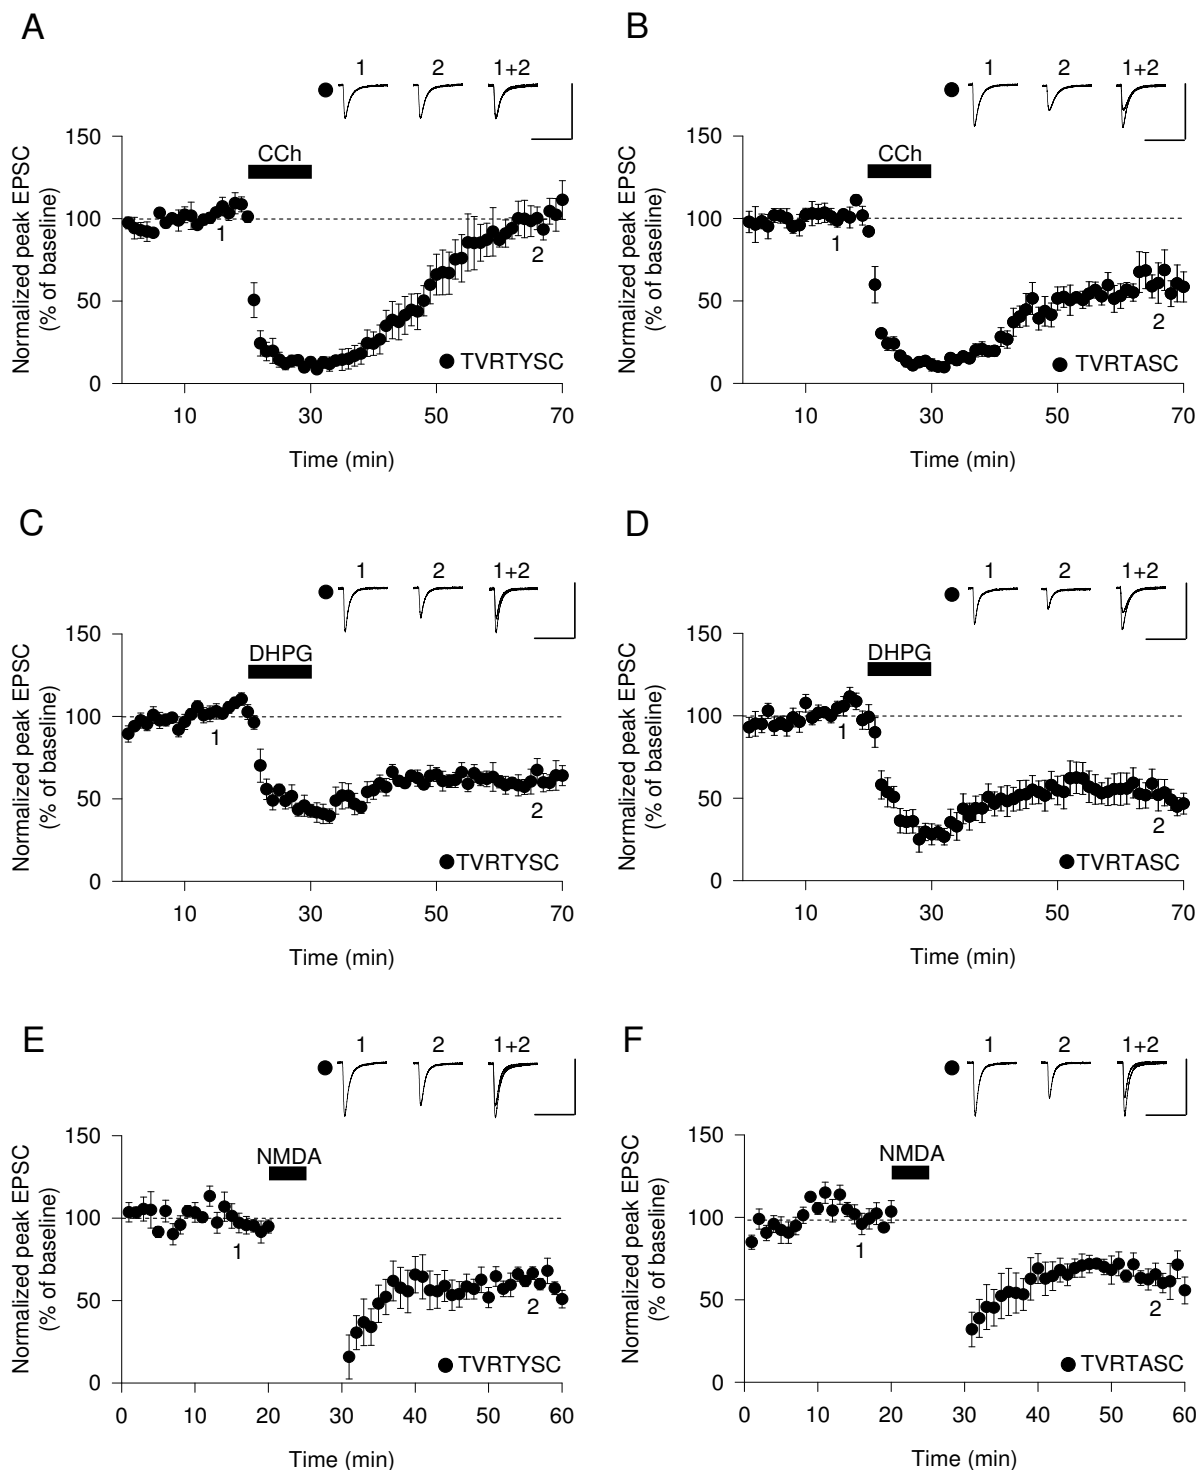 A
1 2 1+2
CCh
Normalized peak EPSC
(% of baseline)
150
100
50
0
1
2
TVRTYSC
10 30 50 70
Time (min)
B
1 2 1+2
CCh
Normalized peak EPSC
(% of baseline)
150
100
50
0
1
2
TVRTASC
10 30 50 70
Time (min)
C
1 2 1+2
DHPG
Normalized peak EPSC
(% of baseline)
150
100
50
0
1
2
TVRTYSC
10 30 50 70
Time (min)
D
1 2 1+2
DHPG
Normalized peak EPSC
(% of baseline)
150
100
50
0
1
2
TVRTASC
10 30 50 70
Time (min)
E
1 2 1+2
NMDA
Normalized peak EPSC
(% of baseline)
150
100
50
0
1
2
TVRTYSC
0 10 20 30 40 50 60
Time (min)
F
1 2 1+2
NMDA
Normalized peak EPSC
(% of baseline)
150
100
50
0
1
2
TVRTASC
0 10 20 30 40 50 60
Time (min)